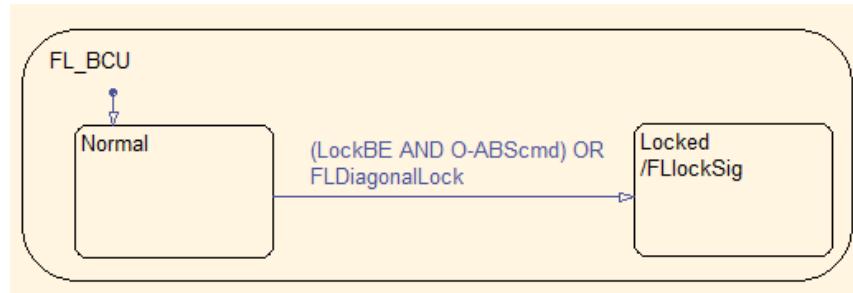 FL_BCU
Normal
(LockBE AND O-ABScmd) OR
FLDiagonalLock
Locked
/FLlockSig